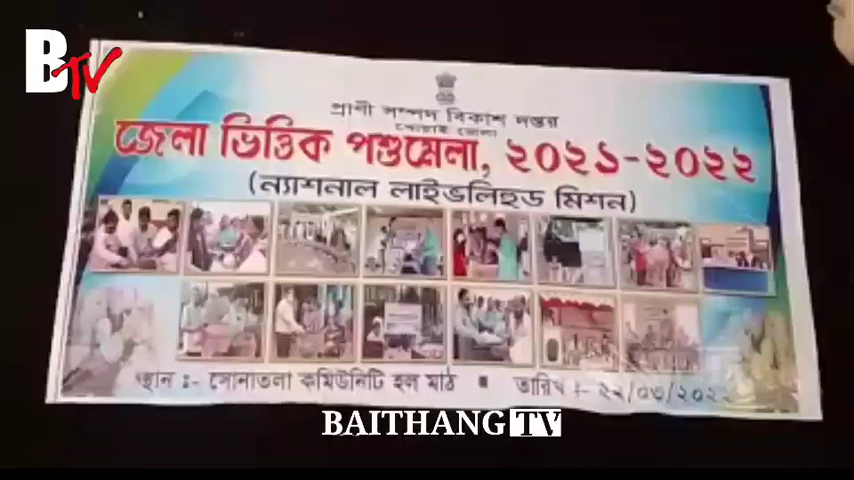 BTV
প্রাণী সম্পদ বিকাশ দপ্তর
খোয়াই জেলা
জেলা ভিত্তিক পশুমেলা, ২০২১-২০২২
(ন্যাশনাল লাইভলিহুড মিশন)
স্থান :- সোনাতলা কমিউনিটি হল মাঠ ■ তারিখ :- ২২/০৩/২০২২
BAITHANG TV